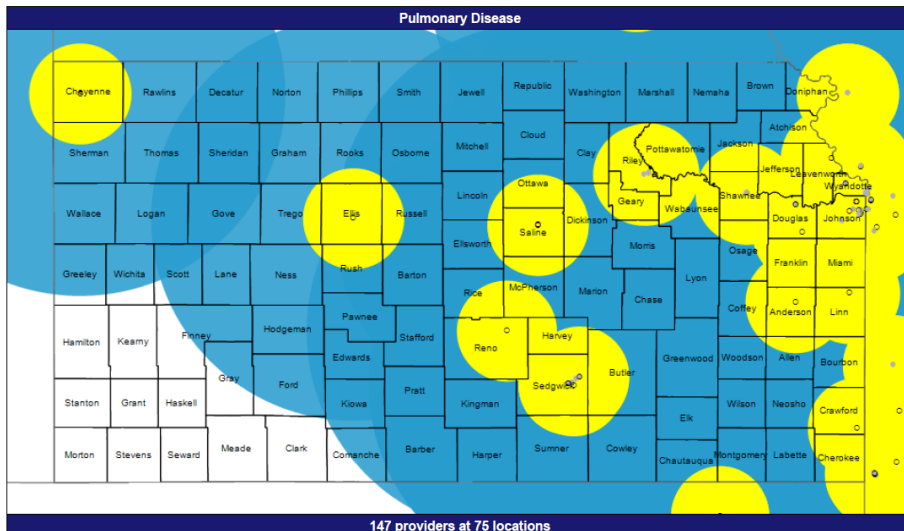 Pulmonary Disease
Cheyenne Rawlins Decatur Norton Phillips Smith Jewell Republic Washington Marshall Nemaha Brown Doniphan
Cloud Atchison
Sherman Thomas Sheridan Graham Rooks Osborne Mitchell Clay Riley Pottawatomie Jackson Jefferson Leavenworth
Ottawa Wyandotte
Wallace Logan Gove Trego Ellis Russell Lincoln Geary Wabaunsee Shawnee Douglas Johnson
Saline Dickinson
Ellsworth Morris Osage Franklin Miami
Greeley Wichita Scott Lane Ness Rush Barton Lyon
Rice McPherson Marion Chase
Hamilton Kearny Finney Hodgeman Pawnee Stafford Reno Harvey Coffey Anderson Linn
Edwards
Gray Ford Sedgwick Butler Greenwood Woodson Allen Bourbon
Stanton Grant Haskell Kiowa Pratt Kingman Elk Wilson Neosho Crawford
Morton Stevens Seward Meade Clark Comanche Barber Harper Sumner Cowley Chautauqua Montgomery Labette Cherokee
147 providers at 75 locations